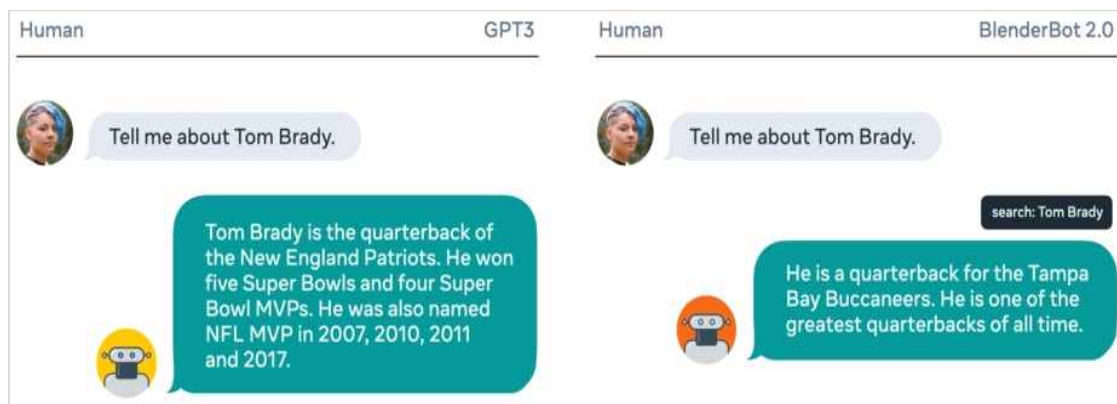 Human
GPT3
Tell me about Tom Brady.
Tom Brady is the quarterback of
the New England Patriots. He won
five Super Bowls and four Super
Bowl MVPs. He was also named
NFL MVP in 2007, 2010, 2011
and 2017.
Human
BlenderBot 2.0
Tell me about Tom Brady.
search: Tom Brady
He is a quarterback for the Tampa
Bay Buccaneers. He is one of the
greatest quarterbacks of all time.